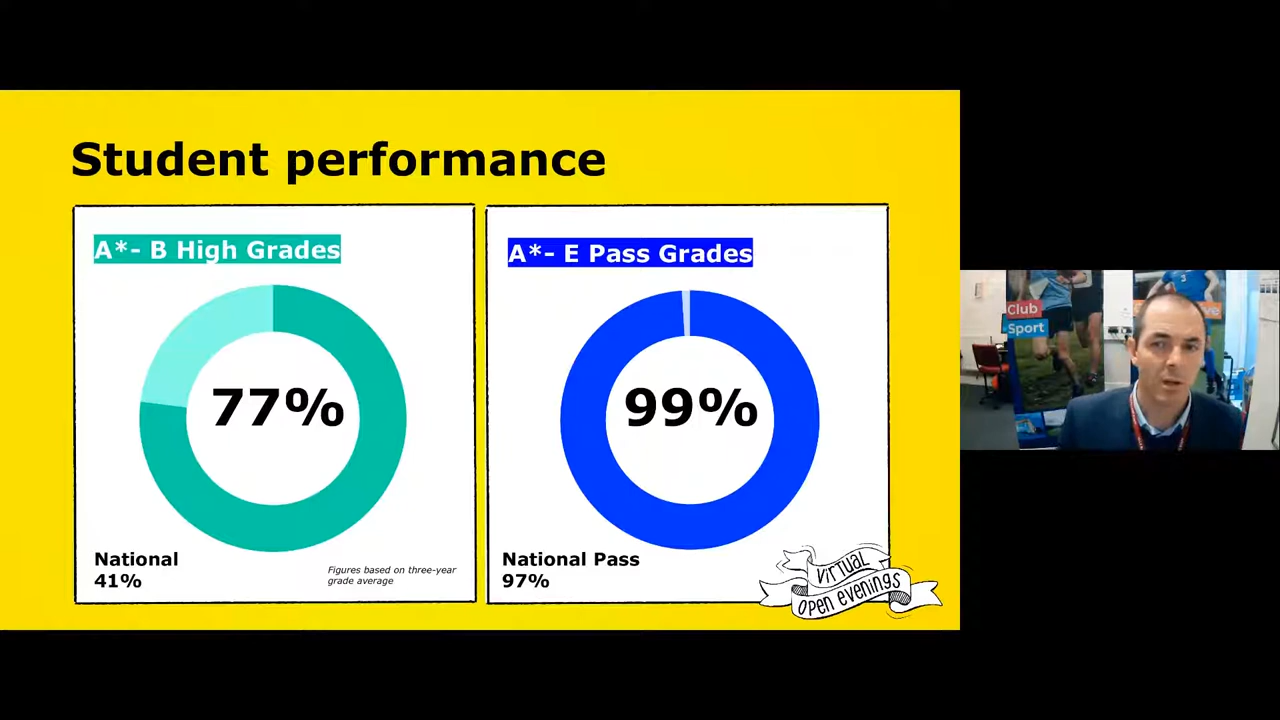 Student performance
A*- B High Grades
77%
National
41%
Figures based on three-year
grade average
A*- E Pass Grades
99%
National Pass
97%
virtual
open evenings
Club
Sport